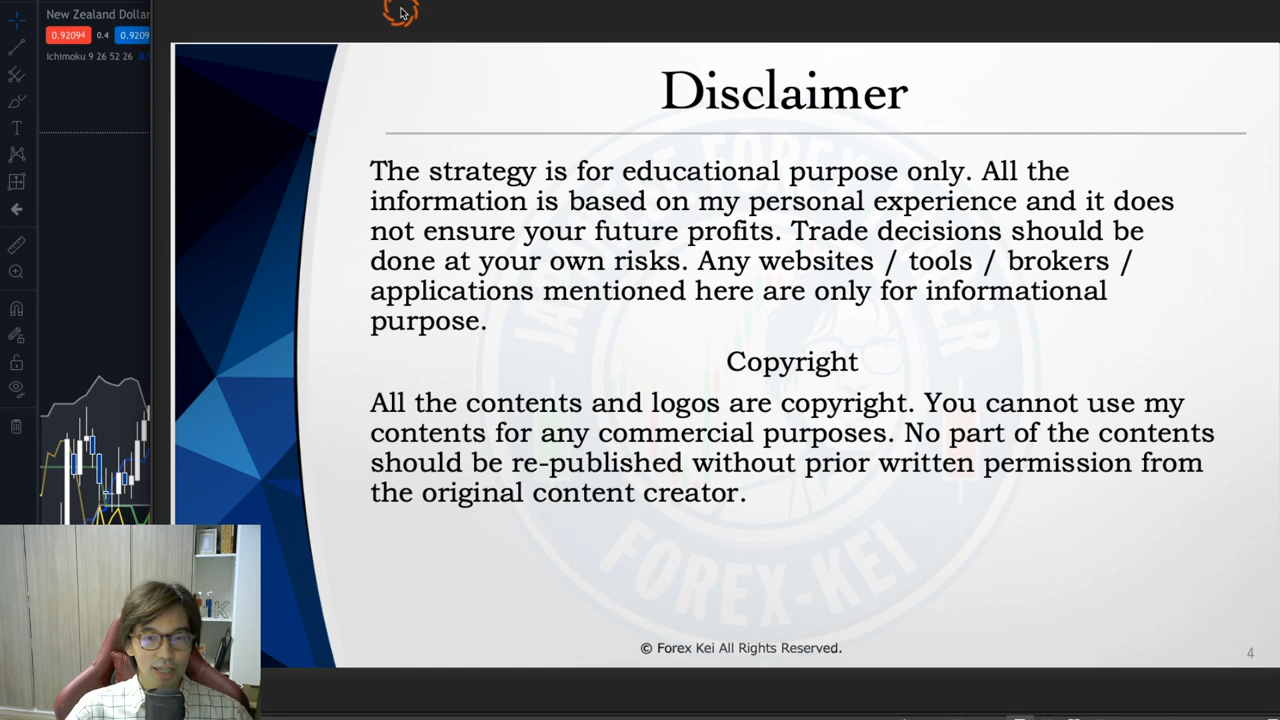 New Zealand Dollar
0.92094
0.4
0.9209
Ichimoku 9 26 52 26
Disclaimer
The strategy is for educational purpose only. All the
information is based on my personal experience and it does
not ensure your future profits. Trade decisions should be
done at your own risks. Any websites / tools / brokers /
applications mentioned here are only for informational
purpose.
Copyright
All the contents and logos are copyright. You cannot use my
contents for any commercial purposes. No part of the contents
should be re-published without prior written permission from
the original content creator.
FOREX-KEI
© Forex Kei All Rights Reserved.
4